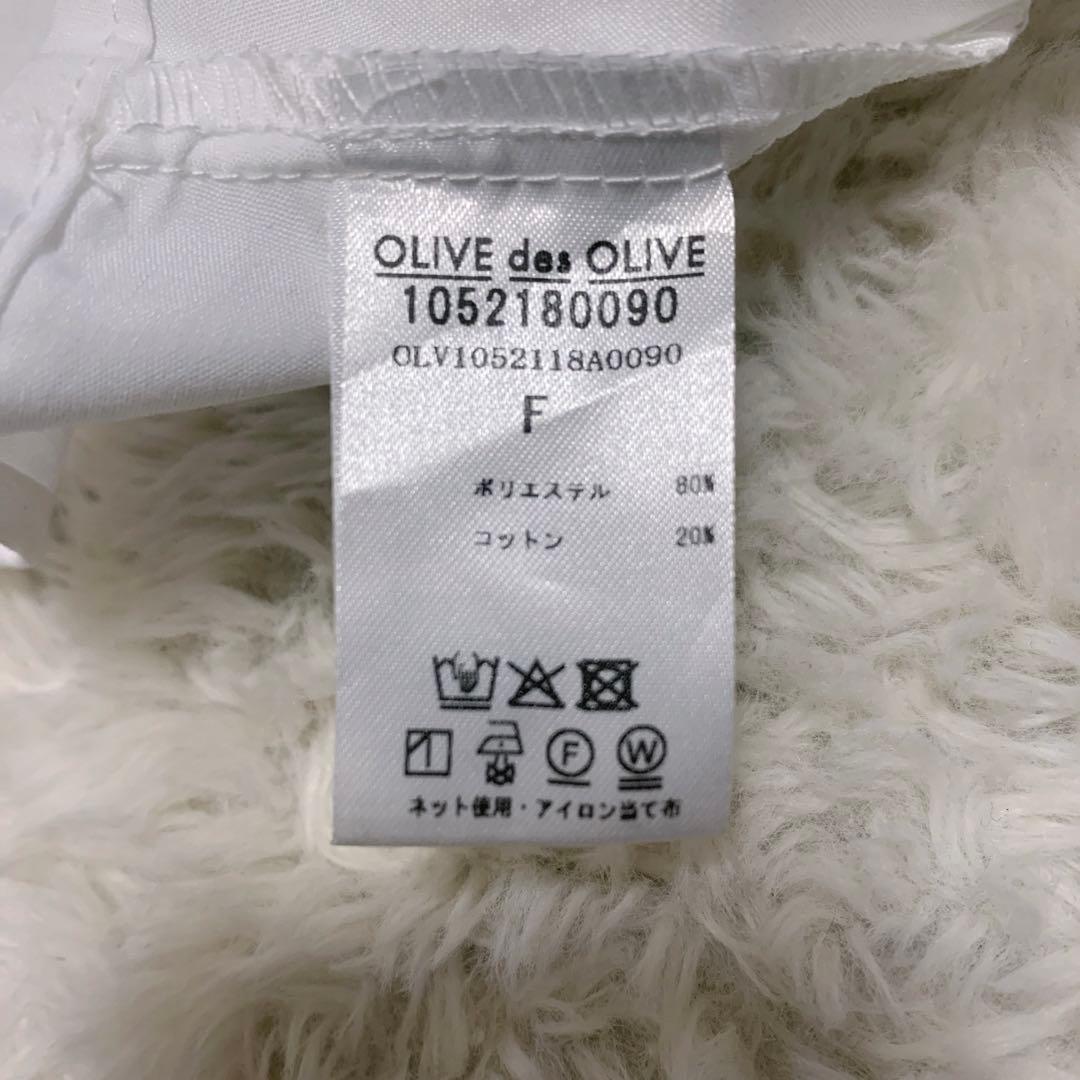 OLIVE des OLIVE
1052180090
OLV1052118A0090
F
ポリエステル 80%
コットン 20%
F W
ネット使用・アイロン当て布